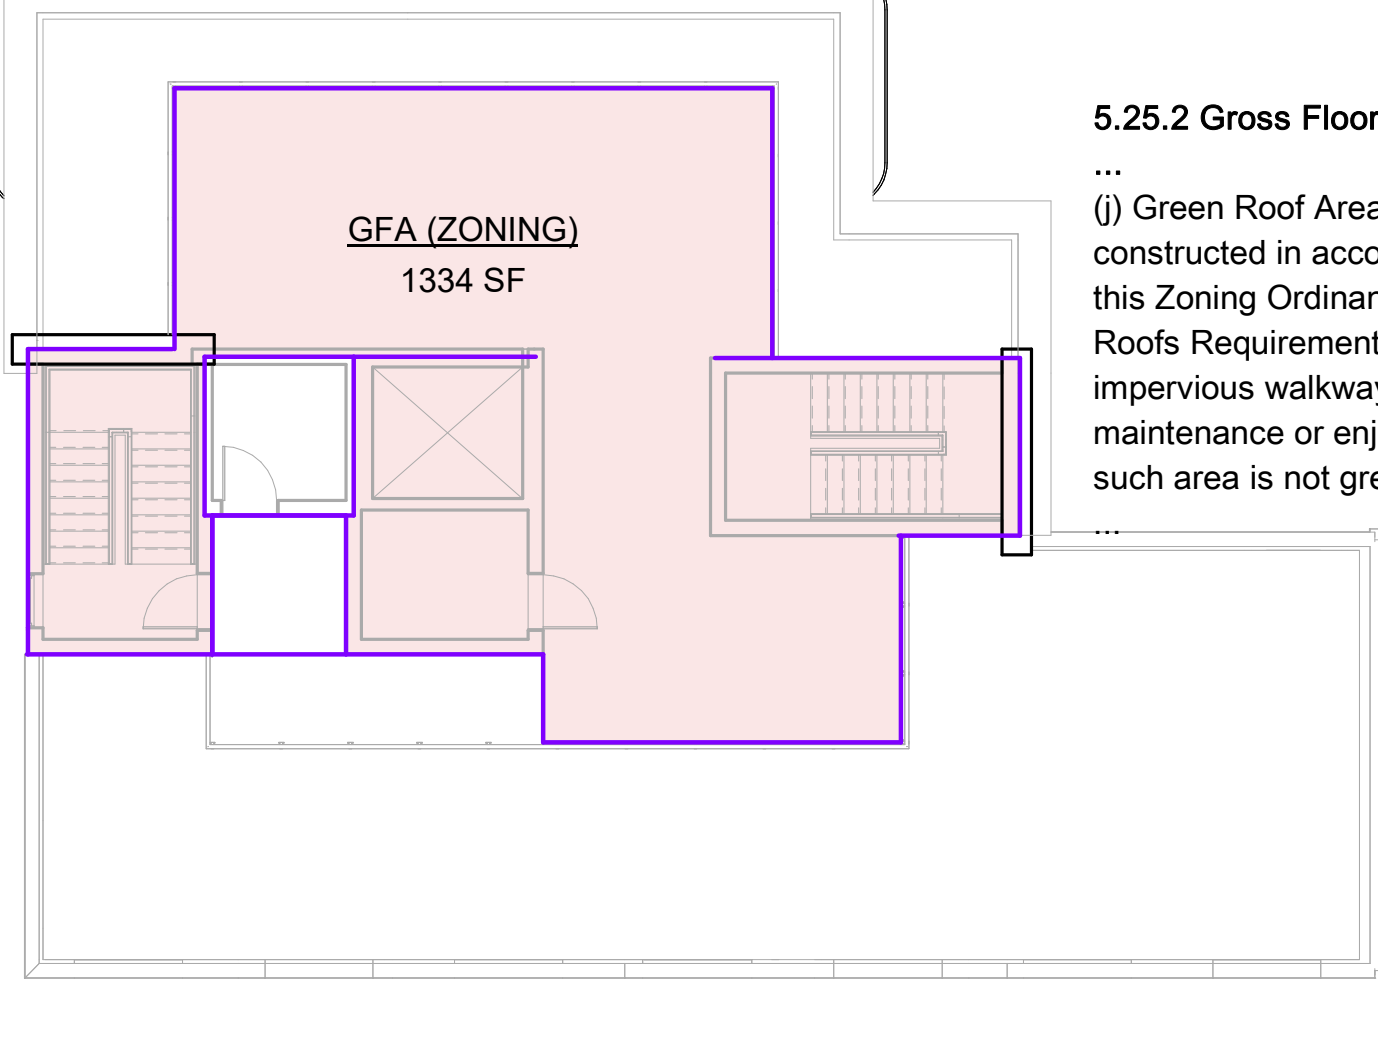 GFA (ZONING)
1334 SF
5.25.2 Gross Floor
...
(j) Green Roof Area
constructed in acco
this Zoning Ordinan
Roofs Requirement
impervious walkway
maintenance or enj
such area is not gre
...